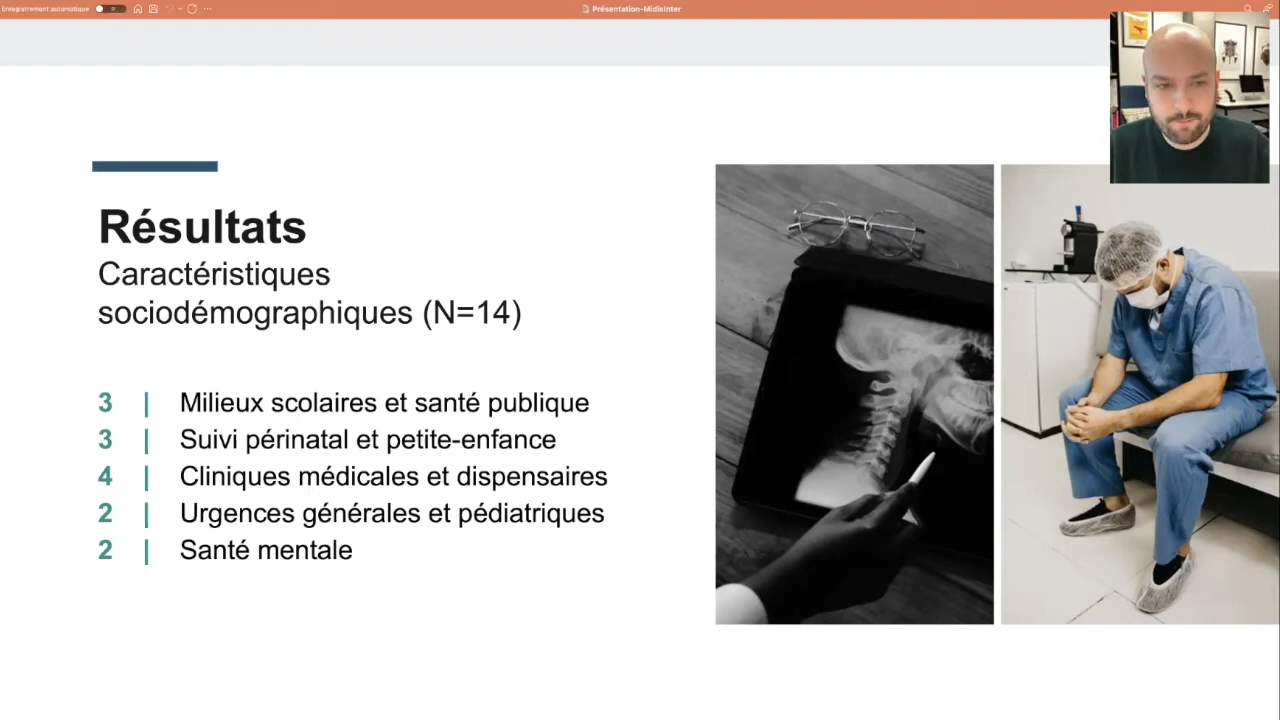 Enregistrement automatique
Présentation-MidisInter
Résultats
Caractéristiques
sociodémographiques (N=14)
3 | Milieux scolaires et santé publique
3 | Suivi périnatal et petite-enfance
4 | Cliniques médicales et dispensaires
2 | Urgences générales et pédiatriques
2 | Santé mentale